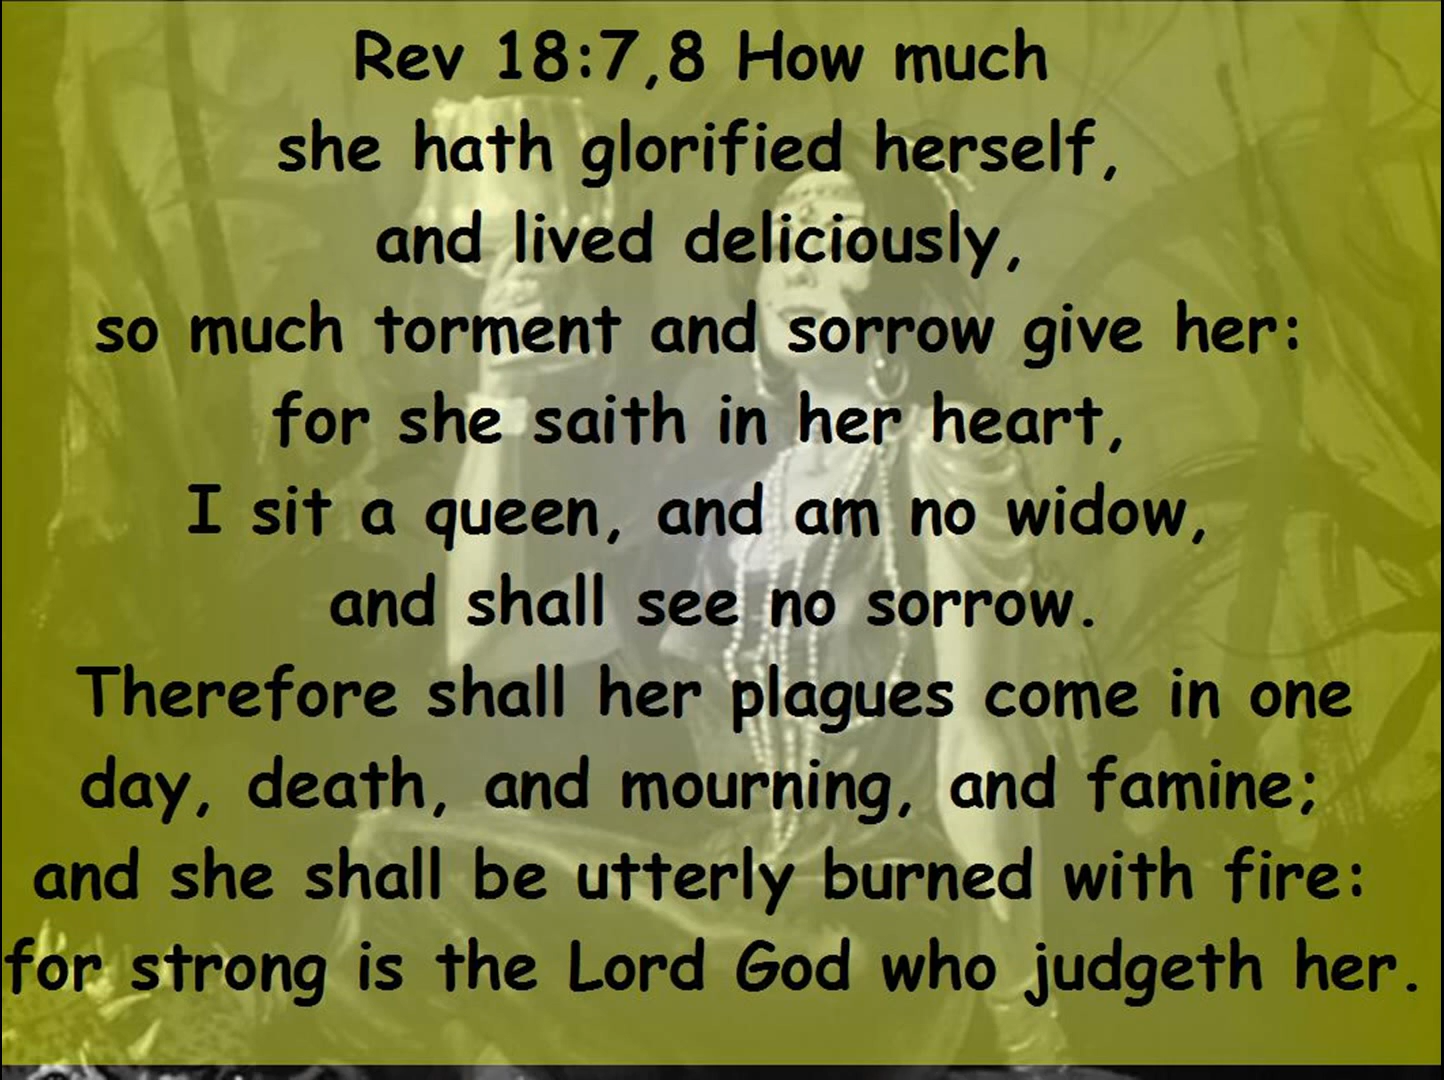 Rev 18:7,8 How much
she hath glorified herself,
and lived deliciously,
so much torment and sorrow give her:
for she saith in her heart,
I sit a queen, and am no widow,
and shall see no sorrow.
Therefore shall her plagues come in one
day, death, and mourning, and famine;
and she shall be utterly burned with fire:
for strong is the Lord God who judgeth her.